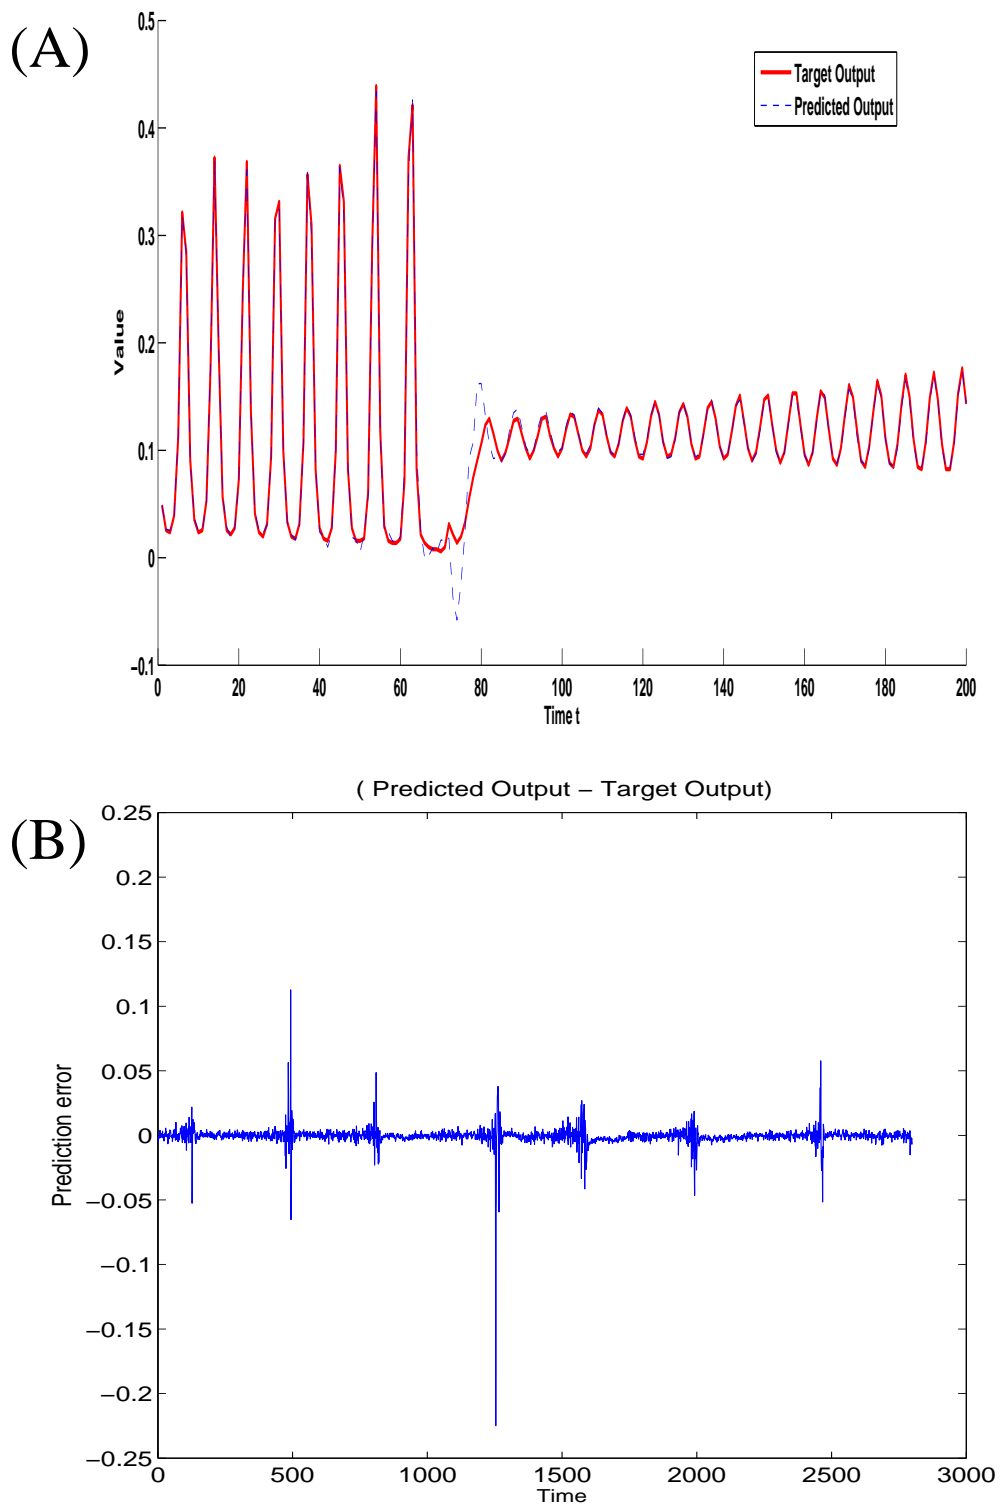 (A)
0.5
0.4
0.3
0.2
0.1
0
−0.1
Value
0 20 40 60 80 100 120 140 160 180 200
Time t
Target Output
Predicted Output
(B)
( Predicted Output − Target Output)
0.25
0.2
0.15
0.1
0.05
0
−0.05
−0.1
−0.15
−0.2
−0.25
Prediction error
0 500 1000 1500 2000 2500 3000
Time